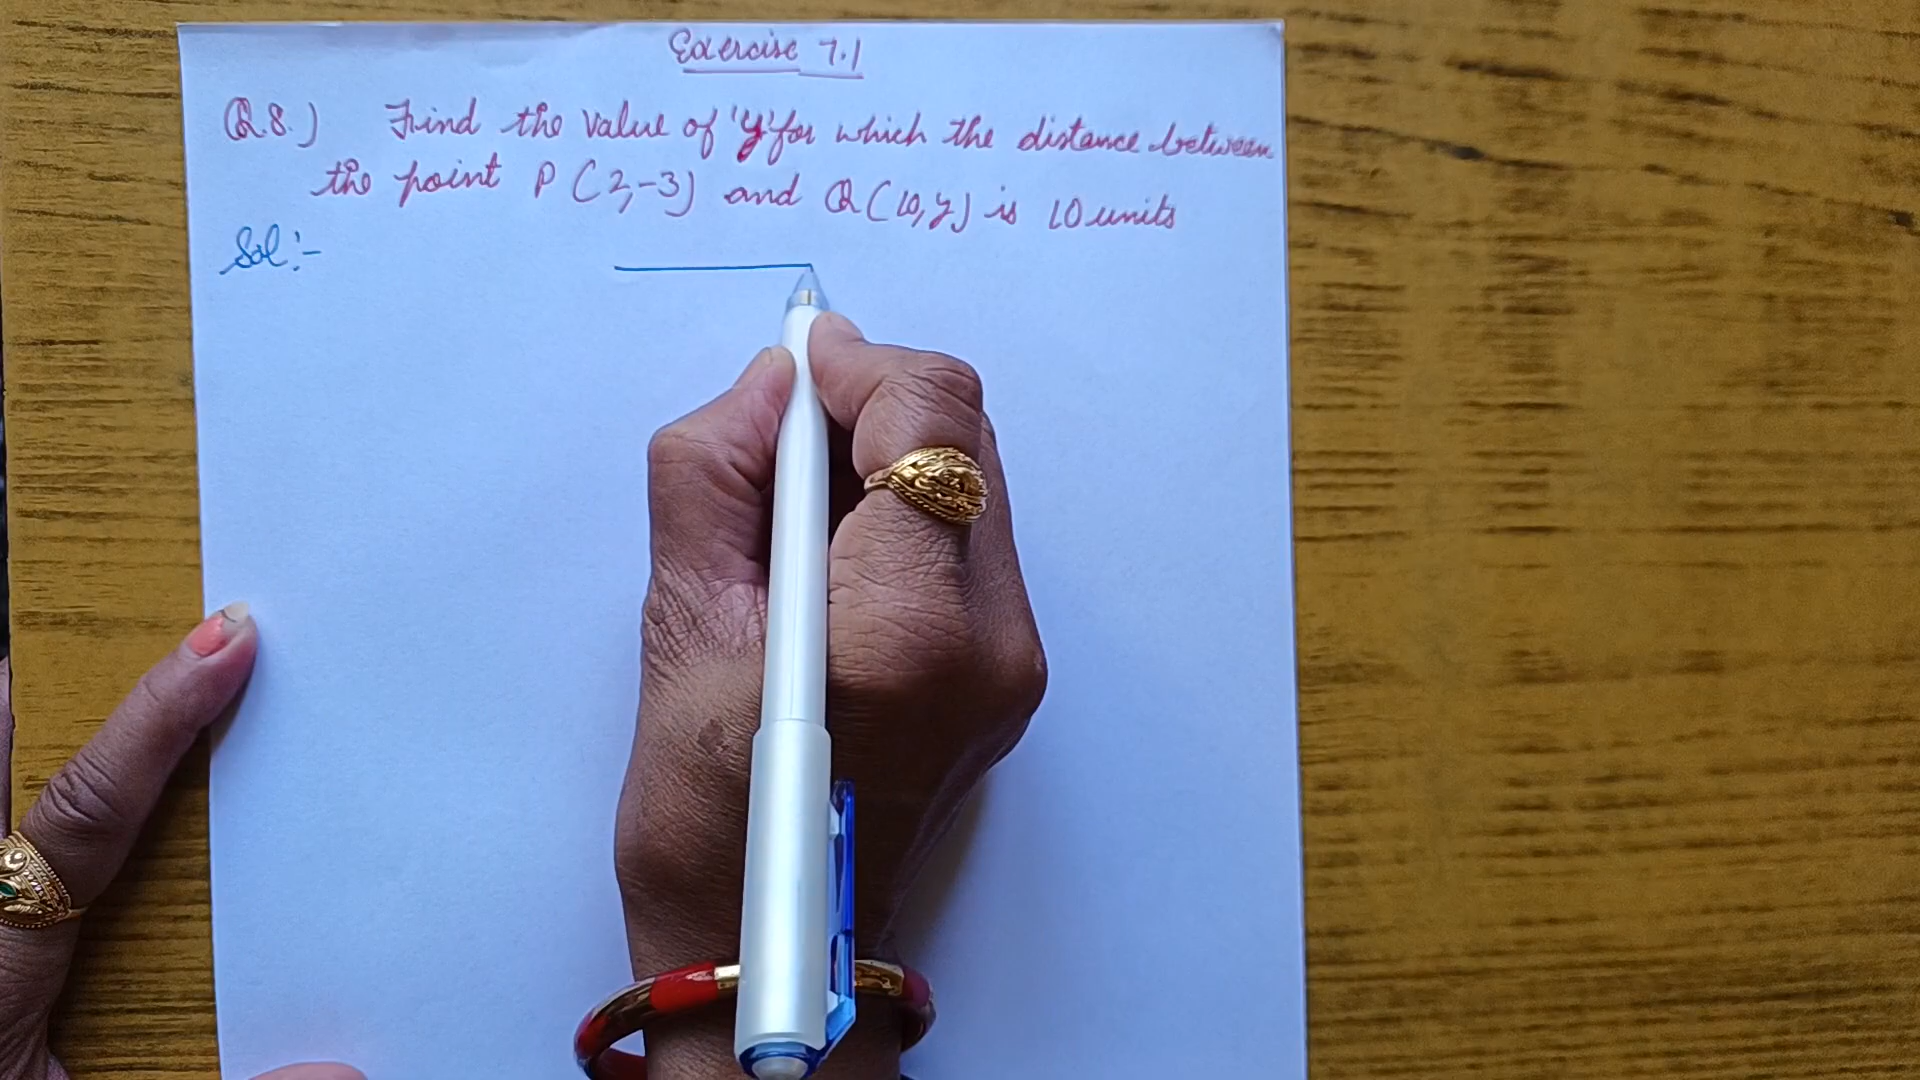 Exercise 7.1
Q.8.) Find the value of 'y' for which the distance between
the point P (2,-3) and Q (10,y) is 10 units
Sol:-